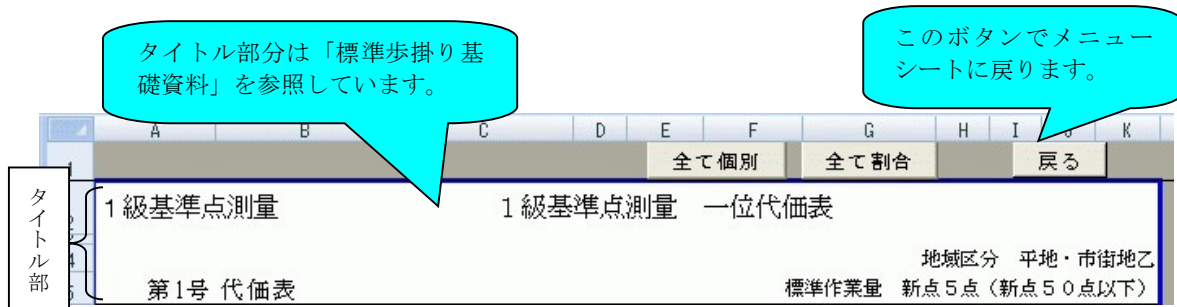 タイトル部分は「標準歩掛り基
礎資料」を参照しています。
このボタンでメニュー
シートに戻ります。
A B C D E F G H I J K
1 全て個別 全て割合 戻る
タイトル部
2 1級基準点測量 1級基準点測量 一位代価表
4 地域区分 平地・市街地乙
5 第1号 代価表 標準作業量 新点5点（新点50点以下）